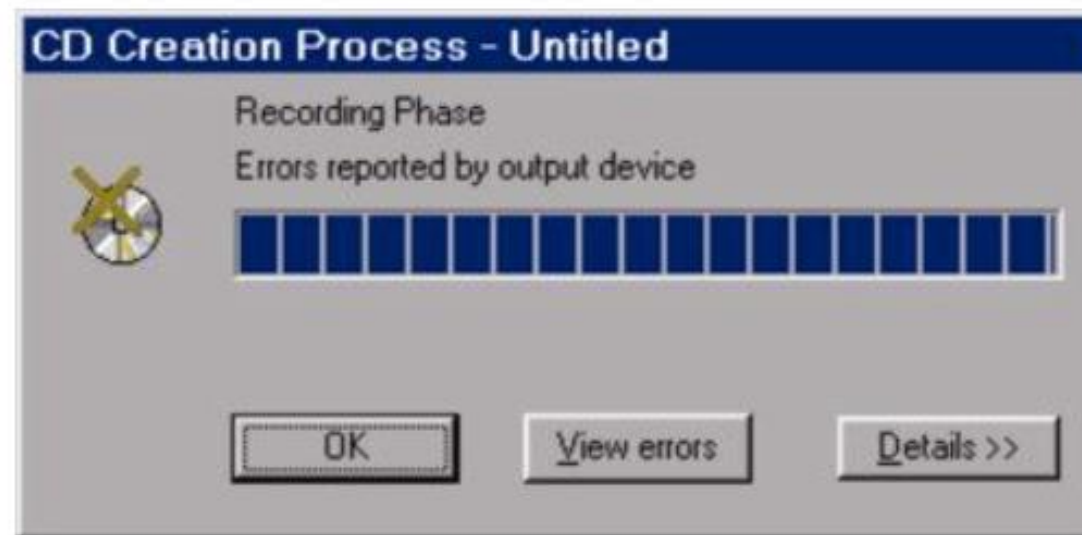 CD Creation Process - Untitled
Recording Phase
Errors reported by output device
OK
View errors
Details >>